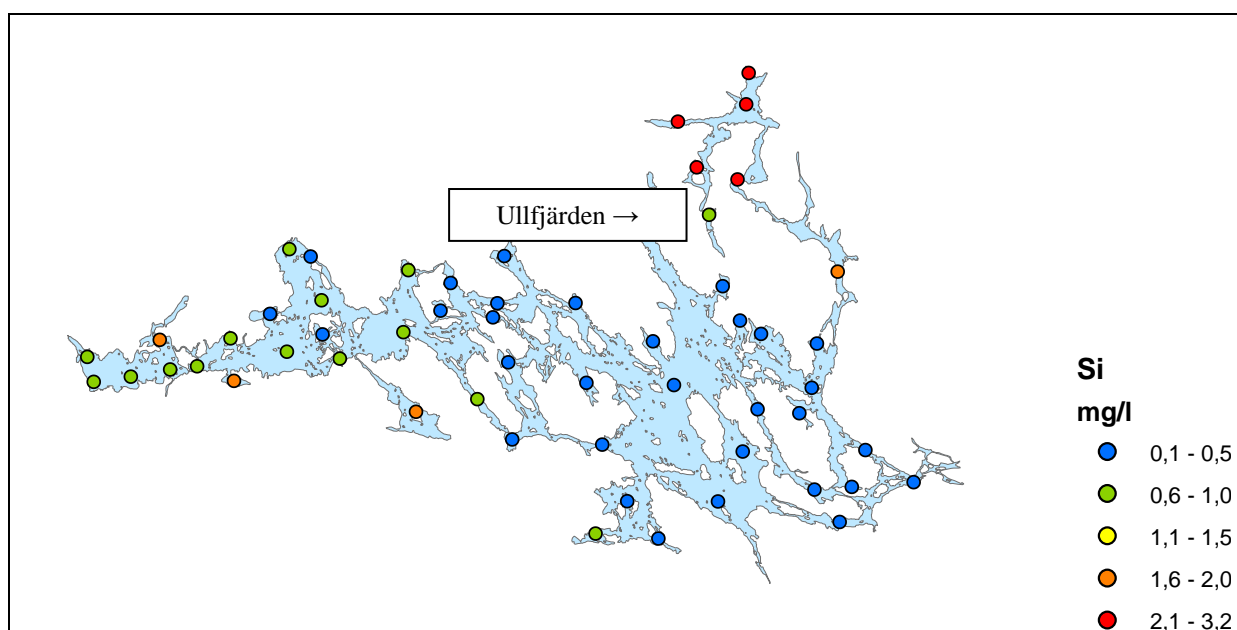 Ullfjärden →
Si
mg/l
0,1 - 0,5
0,6 - 1,0
1,1 - 1,5
1,6 - 2,0
2,1 - 3,2